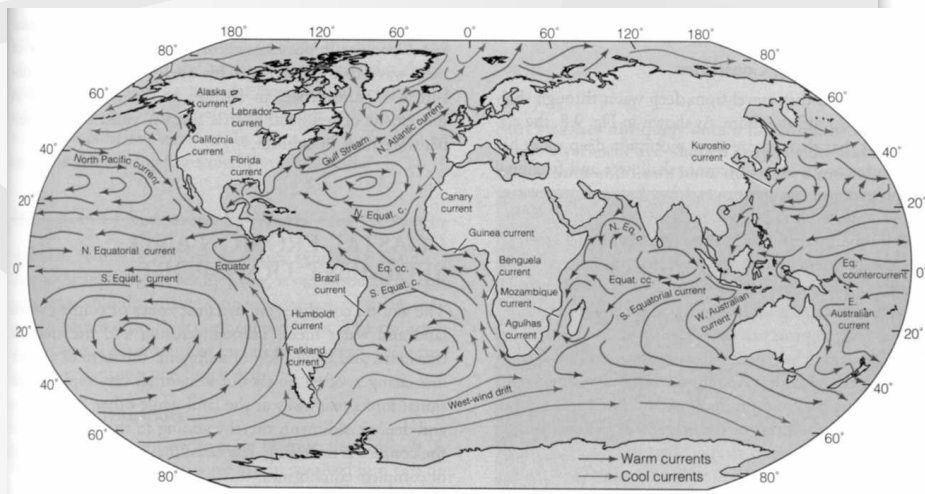 180°
120°
60°
0°
60°
120°
180°
80°
80°
60°
60°
40°
40°
20°
20°
0°
20°
20°
40°
40°
60°
60°
80°
80°
Alaska
current
Labrador
current
California
current
North Pacific current
Florida
current
Gulf Stream
N. Atlantic current
Kuroshio
current
Canary
current
N. Equat. c.
Guinea current
N. Eq. c
N. Equatorial current
Equator
S. Equat. current
Eq. cc.
S. Equat. c.
Brazil
current
Benguela
current
Mozambique
current
Agulhas
current
Equat. cc.
S. Equatorial current
W. Australian
current
Eq.
countercurrent
E.
Australian
current
Humboldt
current
Falkland
current
West-wind drift
Warm currents
Cool currents